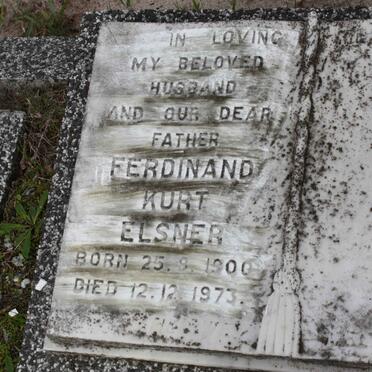 IN LOVING
MY BELOVED
HUSBAND
AND OUR DEAR
FATHER
FERDINAND
KURT
ELSNER
BORN 25. 1900
DIED 12.12.1973.